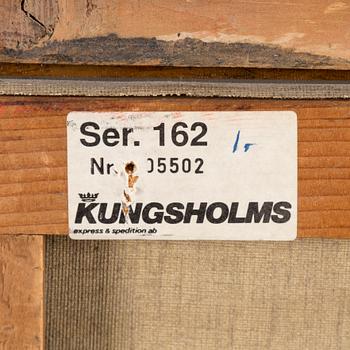 Ser. 162
Nr. 05502
KUNGSHOLMS
express & spedition ab